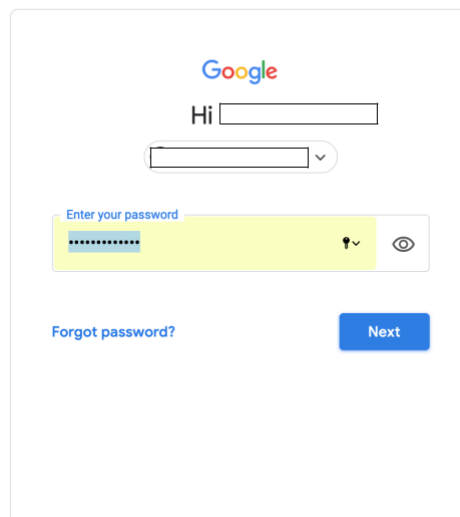 Google
Hi
Enter your password
•••••••••••••
Forgot password?
Next